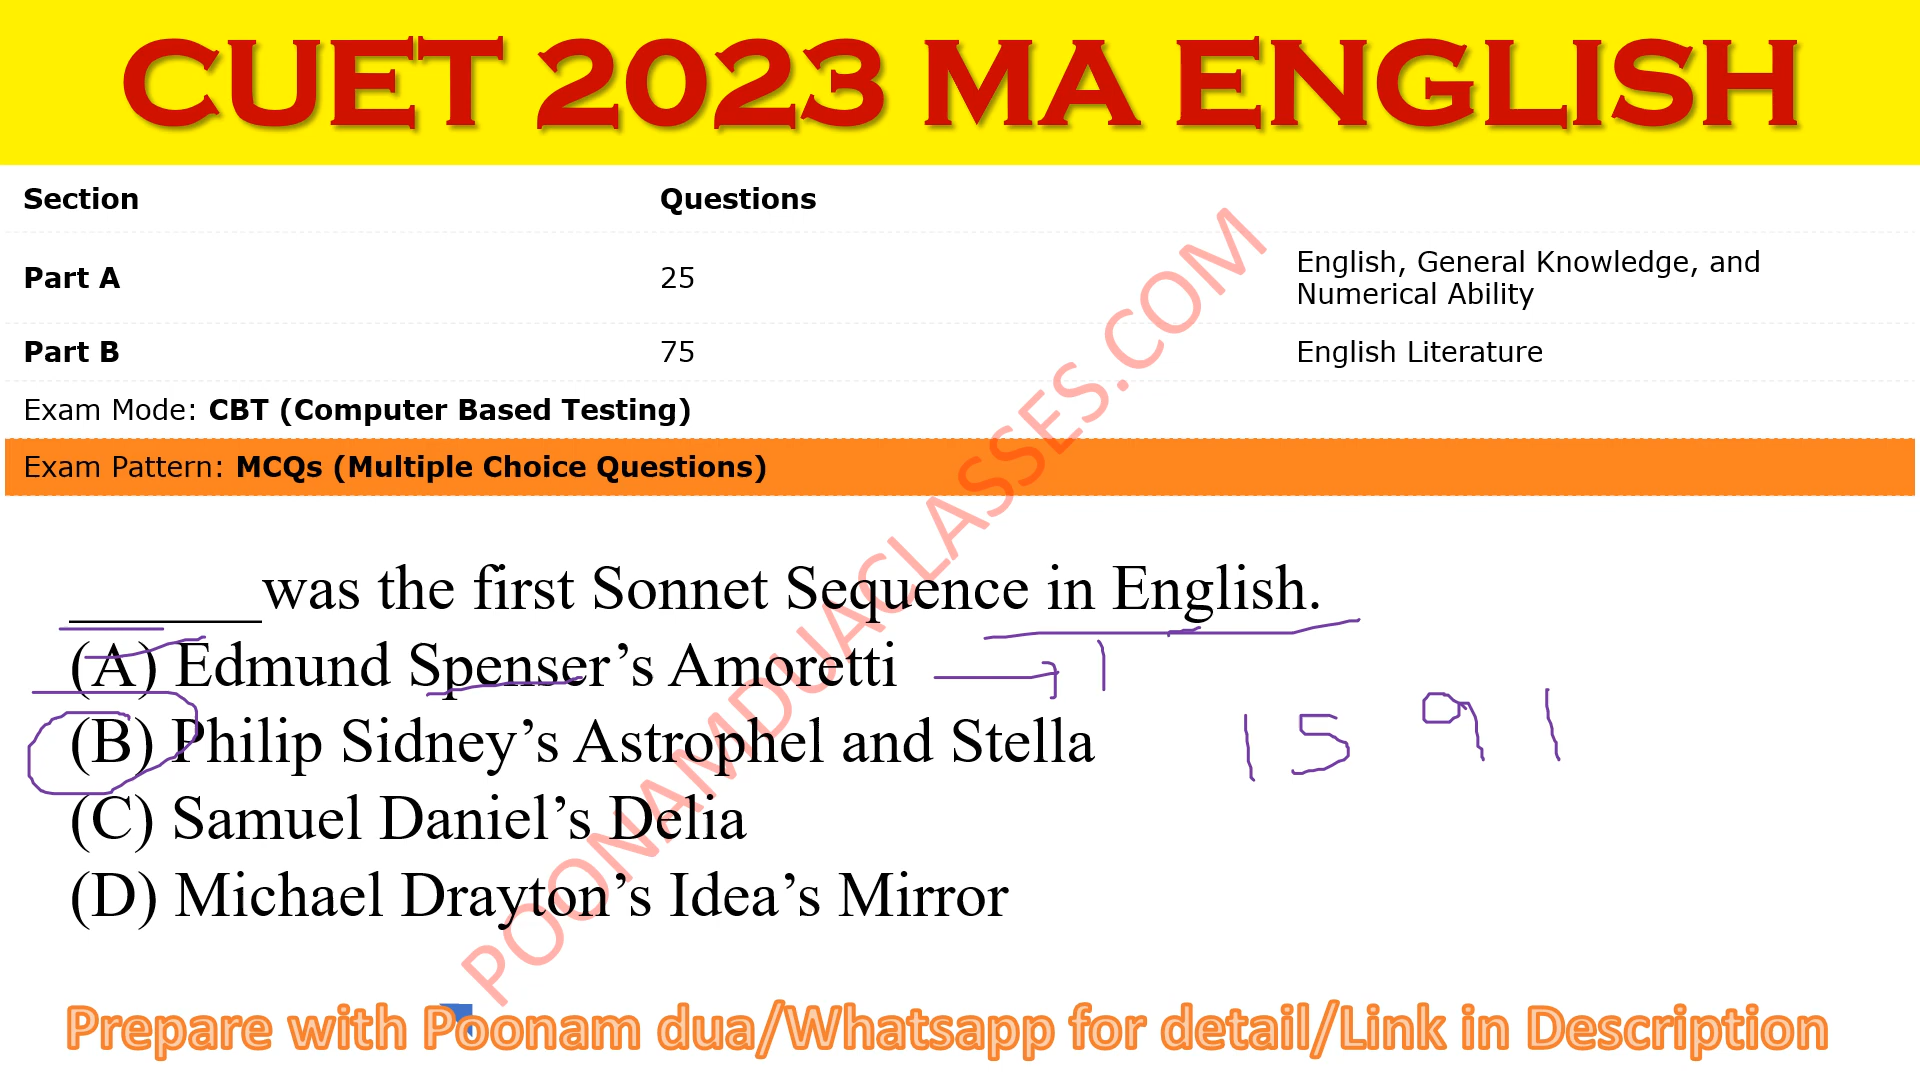 CUET 2023 MA ENGLISH
Section Questions
Part A 25 English, General Knowledge, and
Numerical Ability
Part B 75 English Literature
Exam Mode: CBT (Computer Based Testing)
Exam Pattern: MCQs (Multiple Choice Questions)
______was the first Sonnet Sequence in English.
(A) Edmund Spenser’s Amoretti 1
(B) Philip Sidney’s Astrophel and Stella 1591
(C) Samuel Daniel’s Delia
(D) Michael Drayton’s Idea’s Mirror
POONAMDUACLASSES.COM
Prepare with Poonam dua/Whatsapp for detail/Link in Description